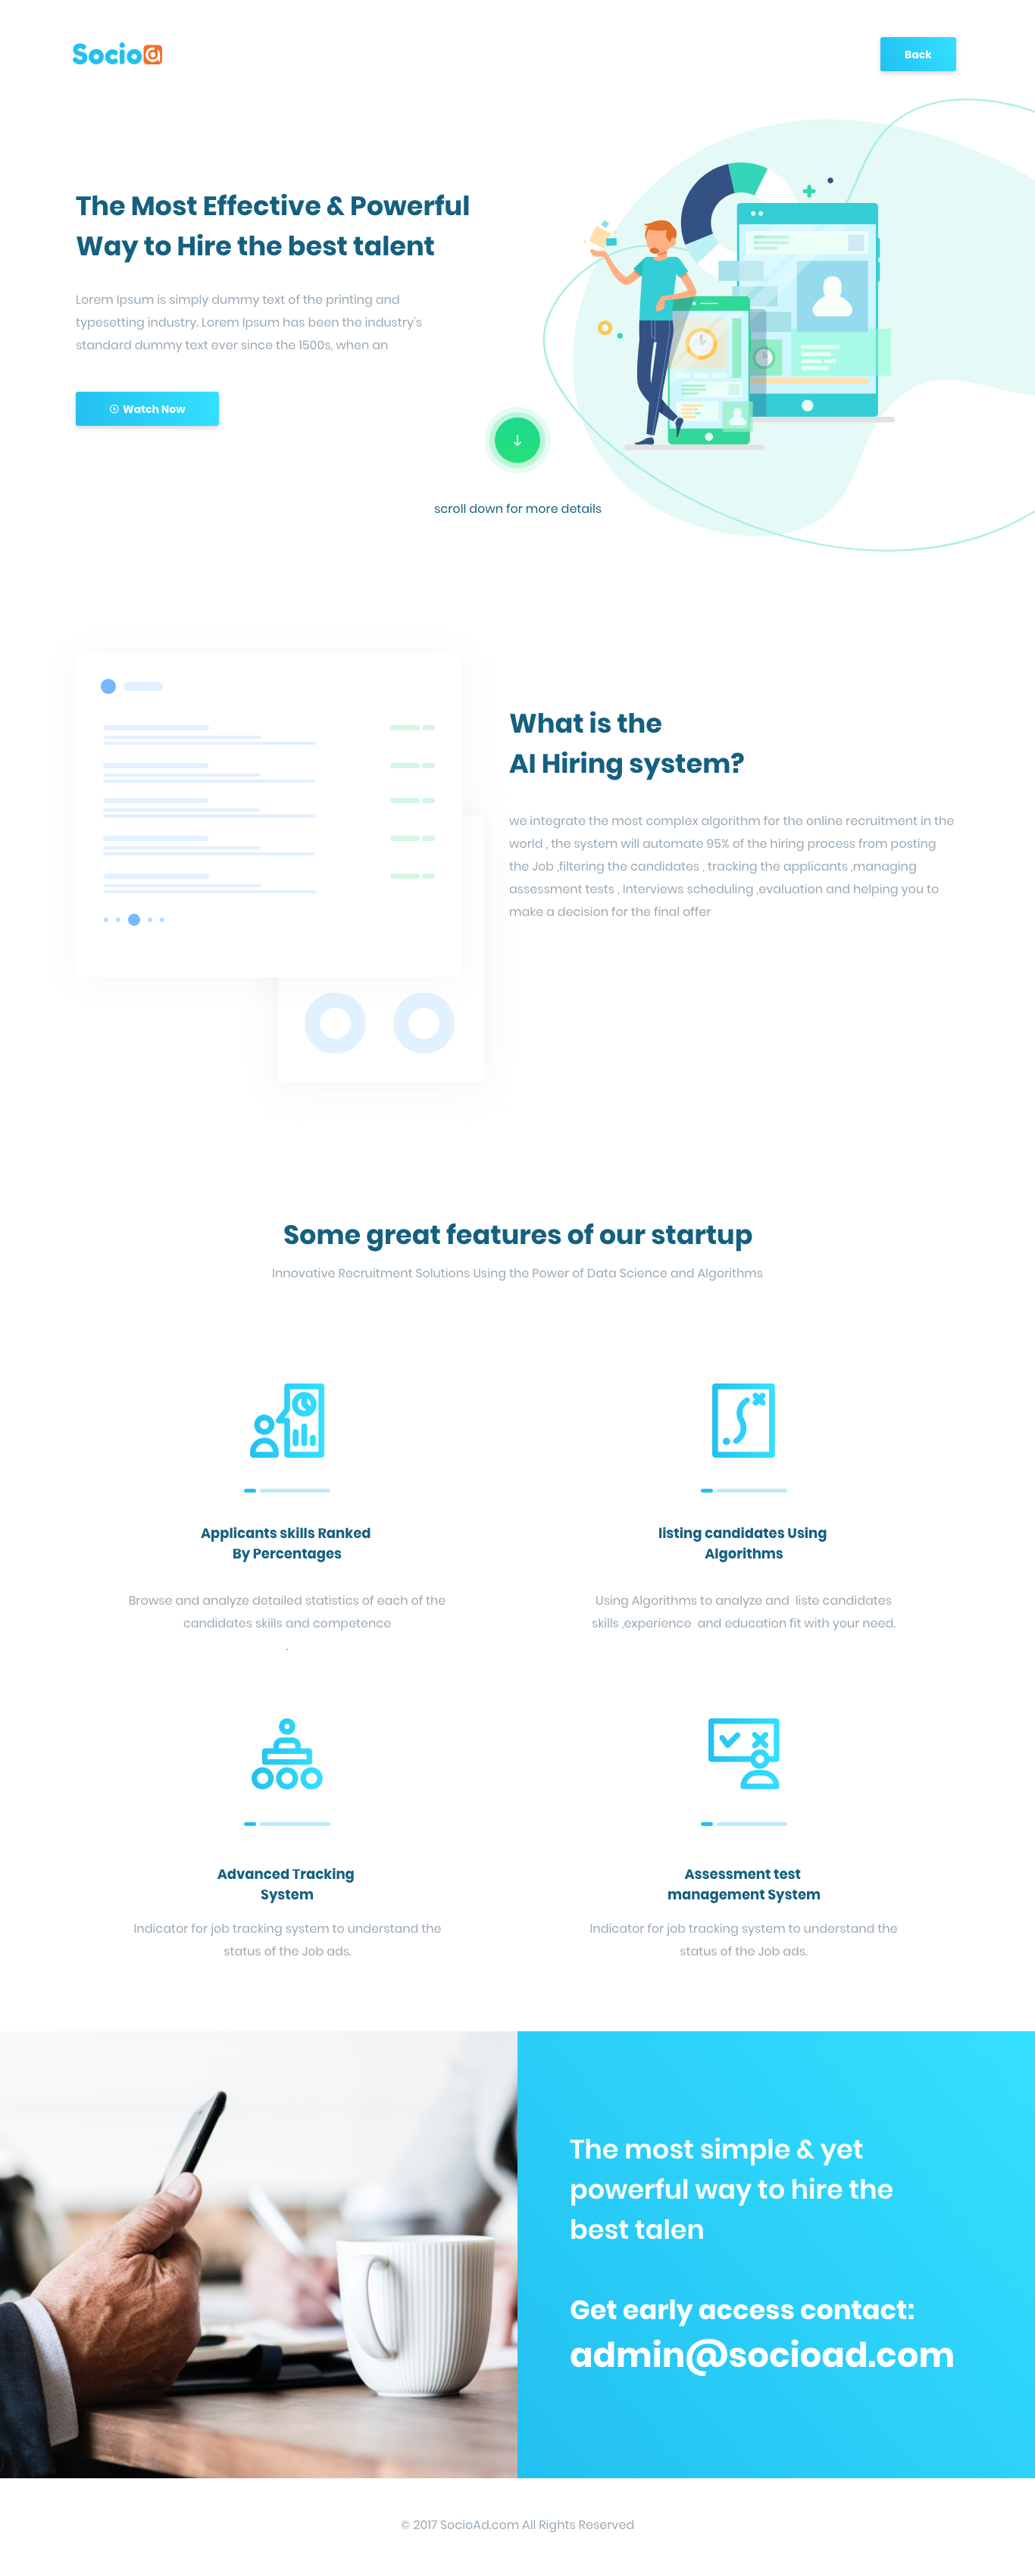 Socio
Back
The Most Effective & Powerful
Way to Hire the best talent
Lorem Ipsum is simply dummy text of the printing and
typesetting industry. Lorem Ipsum has been the industry's
standard dummy text ever since the 1500s, when an
Watch Now
scroll down for more details
What is the
AI Hiring system?
we integrate the most complex algorithm for the online recruitment in the
world , the system will automate 95% of the hiring process from posting
the Job ,filtering the candidates , tracking the applicants ,managing
assessment tests , Interviews scheduling ,evaluation and helping you to
make a decision for the final offer
Some great features of our startup
Innovative Recruitment Solutions Using the Power of Data Science and Algorithms
Applicants skills Ranked
By Percentages
Browse and analyze detailed statistics of each of the
candidates skills and competence
.
listing candidates Using
Algorithms
Using Algorithms to analyze and  liste candidates
skills ,experience  and education fit with your need.
Advanced Tracking
System
Indicator for job tracking system to understand the
status of the Job ads.
Assessment test
management System
Indicator for job tracking system to understand the
status of the Job ads.
The most simple & yet
powerful way to hire the
best talen
Get early access contact:
admin@socioad.com
© 2017 SocioAd.com All Rights Reserved